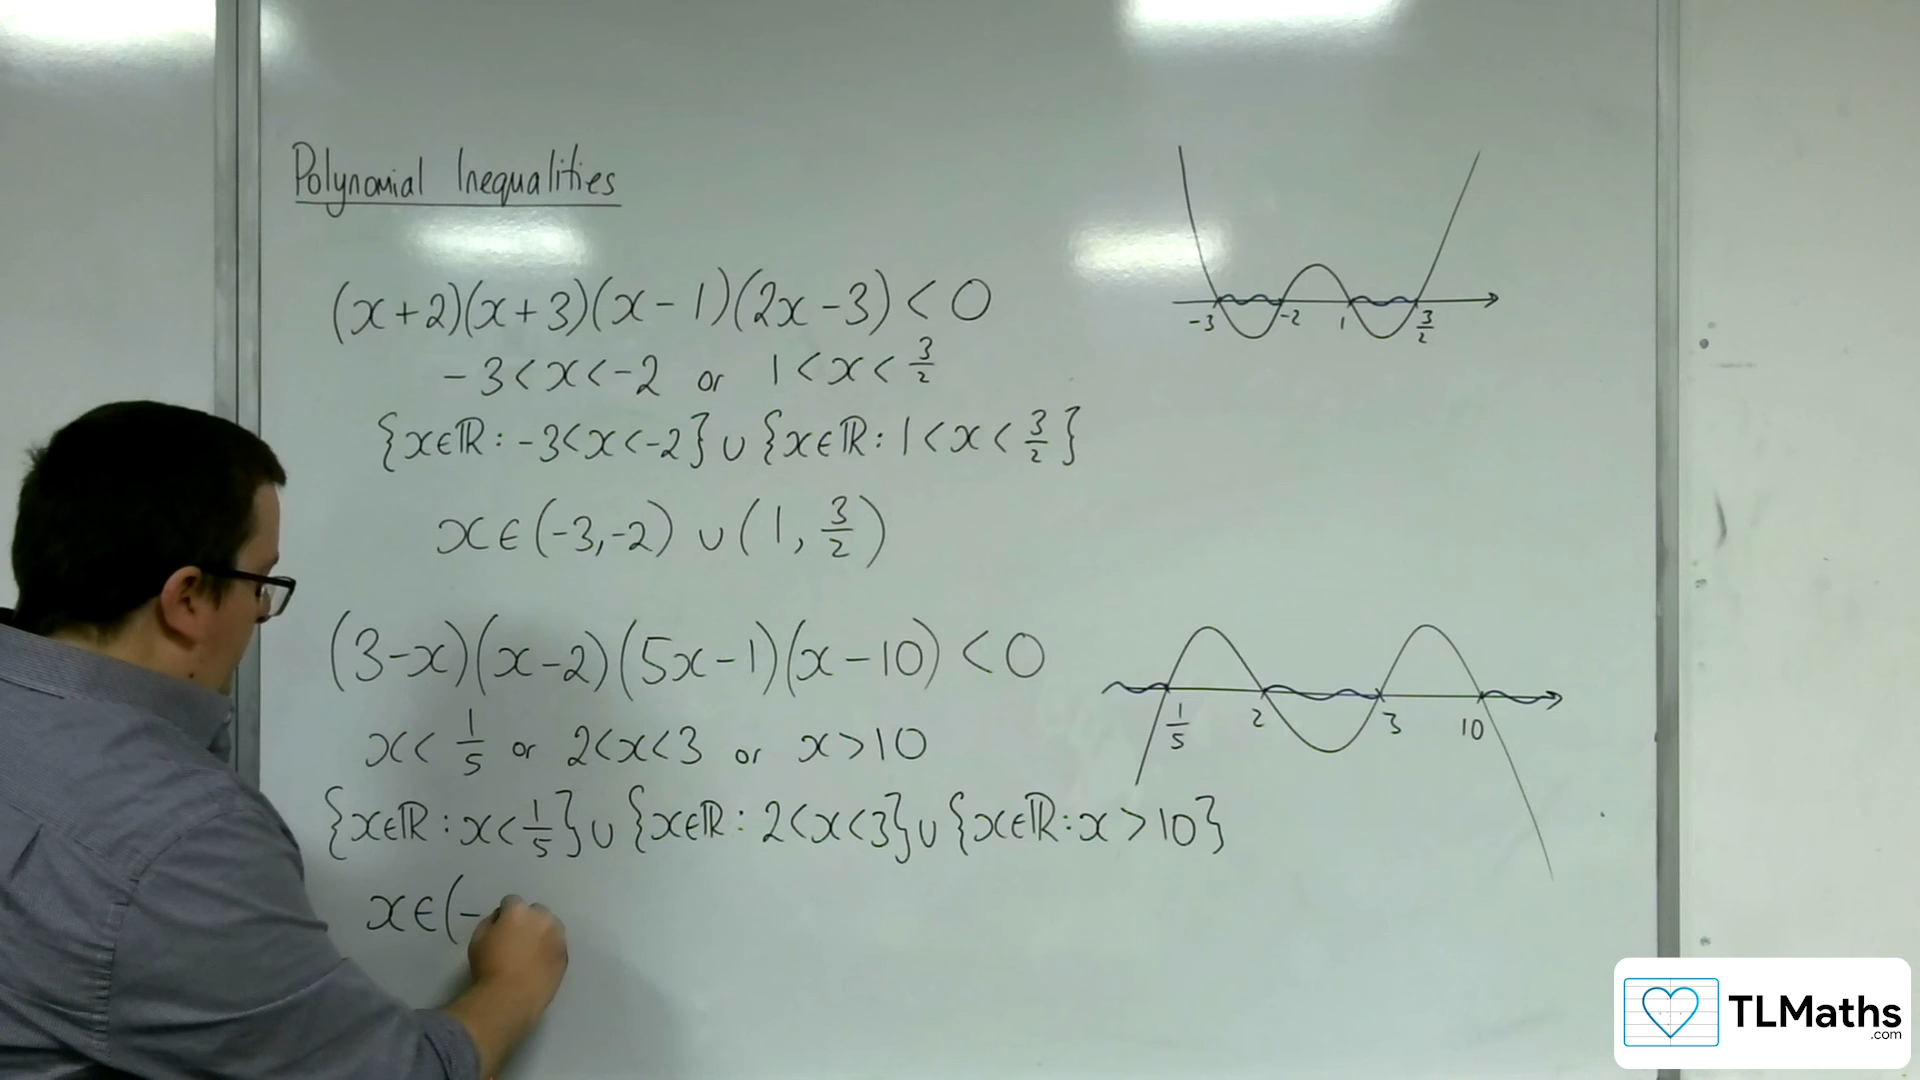 Polynomial Inequalities
(x+2)(x+3)(x-1)(2x-3)<0
-3<x<-2 or 1<x<3/2
{x∈ℝ:-3<x<-2}∪{x∈ℝ:1<x<3/2}
x∈(-3,-2)∪(1,3/2)
-3 -2 1 3/2
(3-x)(x-2)(5x-1)(x-10)<0
x<1/5 or 2<x<3 or x>10
{x∈ℝ:x<1/5}∪{x∈ℝ:2<x<3}∪{x∈ℝ:x>10}
x∈(-
1/5 2 3 10
TLMaths
.com